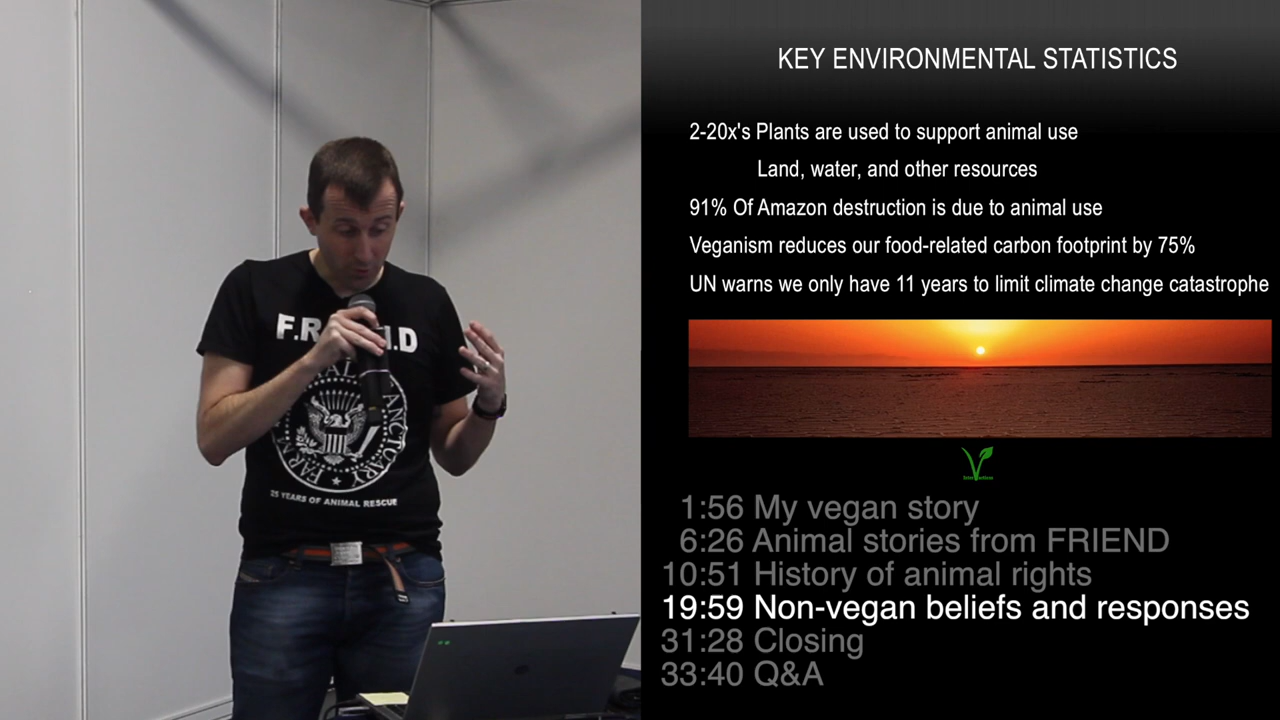 F.R
.D
FARM
ANCTUARY
25 YEARS OF ANIMAL RESCUE
KEY ENVIRONMENTAL STATISTICS
2-20x's Plants are used to support animal use
Land, water, and other resources
91% Of Amazon destruction is due to animal use
Veganism reduces our food-related carbon footprint by 75%
UN warns we only have 11 years to limit climate change catastrophe
1:56 My vegan story
6:26 Animal stories from FRIEND
10:51 History of animal rights
19:59 Non-vegan beliefs and responses
31:28 Closing
33:40 Q&A